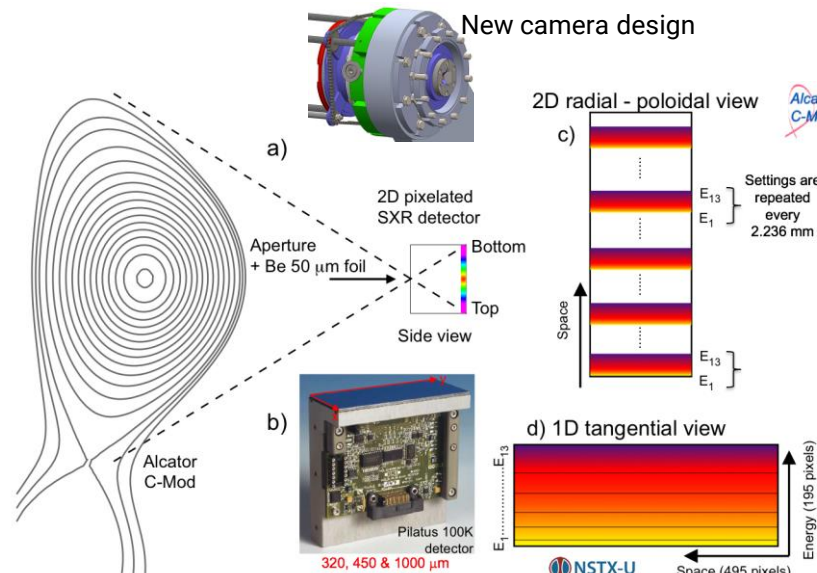 New camera design
a)
2D pixelated
SXR detector
Aperture
+ Be 50 μm foil
Bottom
Top
Side view
Alcator
C-Mod
2D radial - poloidal view
c)
E13
E1
Settings are
repeated
every
2.236 mm
Space
E13
E1
b)
Pilatus 100K
detector
320, 450 & 1000 μm
d) 1D tangential view
E13
E1
Energy (195 pixels)
NSTX-U
Space (495 pixels)